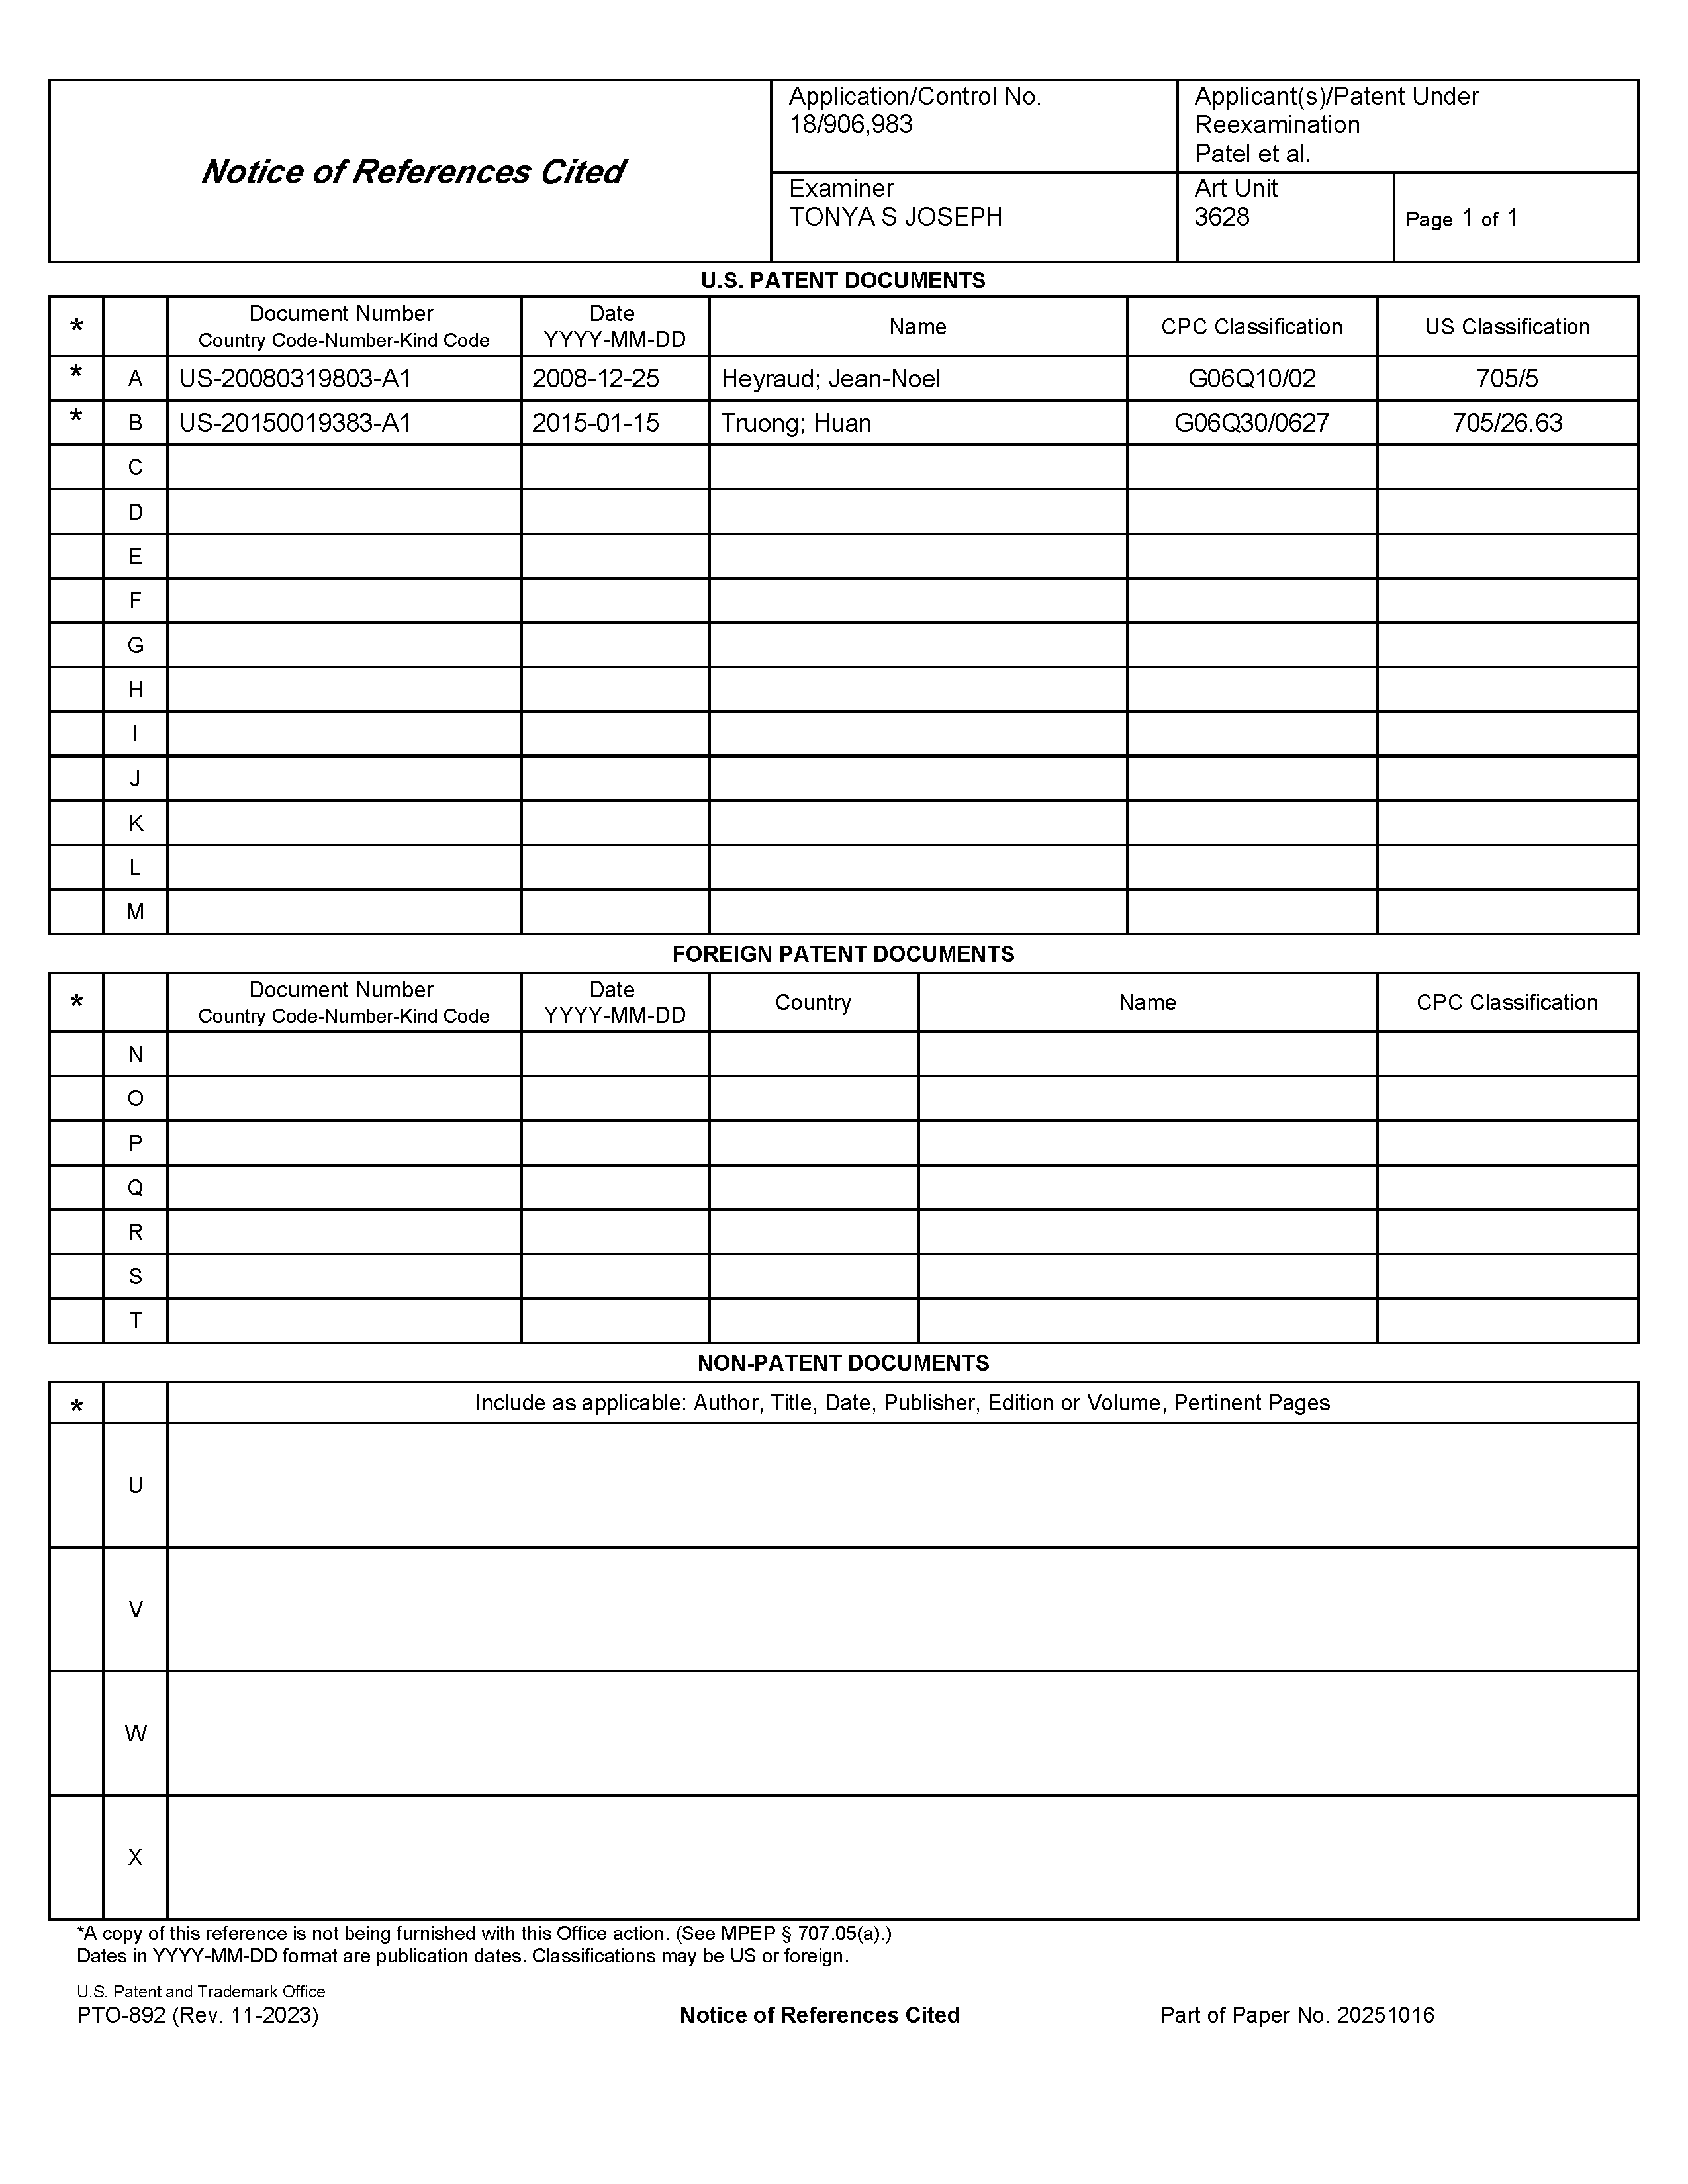 Notice of References Cited
Application/Control No.
18/906,983
Applicant(s)/Patent Under
Reexamination
Patel et al.
Examiner
TONYA S JOSEPH
Art Unit
3628
Page 1 of 1
U.S. PATENT DOCUMENTS
* Document Number Country Code-Number-Kind Code Date YYYY-MM-DD Name CPC Classification US Classification
* A US-20080319803-A1 2008-12-25 Heyraud; Jean-Noel G06Q10/02 705/5
* B US-20150019383-A1 2015-01-15 Truong; Huan G06Q30/0627 705/26.63
C
D
E
F
G
H
I
J
K
L
M
FOREIGN PATENT DOCUMENTS
* Document Number Country Code-Number-Kind Code Date YYYY-MM-DD Country Name CPC Classification
N
O
P
Q
R
S
T
NON-PATENT DOCUMENTS
* Include as applicable: Author, Title, Date, Publisher, Edition or Volume, Pertinent Pages
U
V
W
X
*A copy of this reference is not being furnished with this Office action. (See MPEP § 707.05(a).)
Dates in YYYY-MM-DD format are publication dates. Classifications may be US or foreign.
U.S. Patent and Trademark Office
PTO-892 (Rev. 11-2023) Notice of References Cited Part of Paper No. 20251016